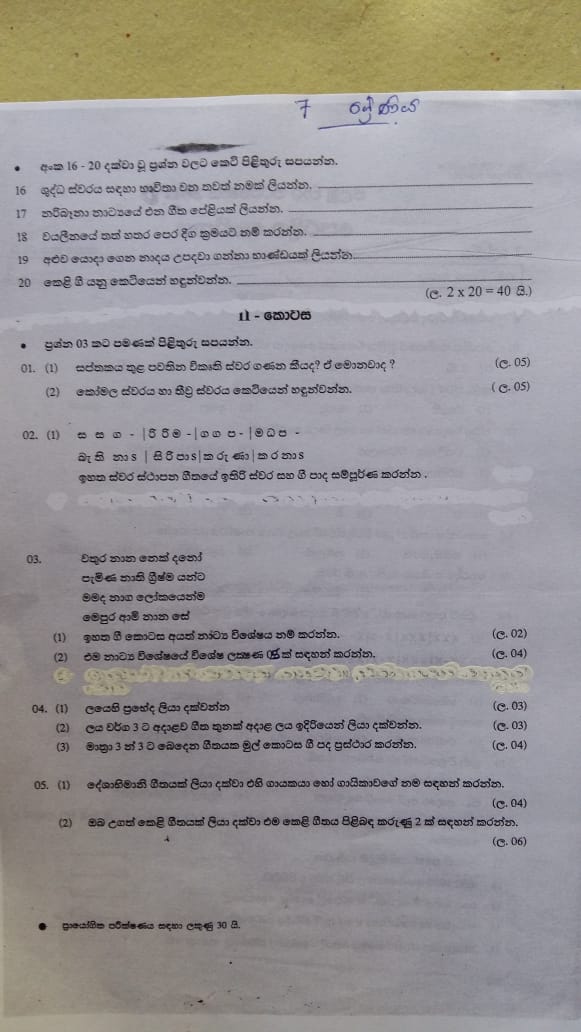 7 ශ්‍රේණිය
• අංක 16 - 20 දක්වා වූ ප්‍රශ්න වලට කෙටි පිළිතුරු සපයන්න.
16 ශුද්ධ ස්වරය සඳහා භාවිතා වන තවත් නමක් ලියන්න.
17 නරිබෑනා නාට්‍යයේ එන ගීත පේළියක් ලියන්න.
18 වයලීනයේ තත් හතර පෙර දිග ක්‍රමයට නම් කරන්න.
19 අළුව යොදා ගෙන නාදය උපදවා ගන්නා භාණ්ඩයක් ලියන්න.
20 කෙළි ගී යනු කෙටියෙන් හඳුන්වන්න.
(ල. 2 x 20 = 40 යි.)
11 - කොටස
• ප්‍රශ්න 03 කට පමණක් පිළිතුරු සපයන්න.
01. (1) සප්තකය තුළ පවතින විකෘති ස්වර ගණන කීයද? ඒ මොනවාද ? (ල. 05)
(2) කෝමල ස්වරය හා තීව්‍ර ස්වරය කෙටියෙන් හඳුන්වන්න. ( ල. 05)
02. (1) ස ස ග - | රි රි ම - | ග ග ප - | ම ධ ප -
බැ ති නා s | සි රි පා s | ක රු ණා | ක ර නා s
ඉහත ස්වර ස්ථාපන ගීතයේ ඉතිරි ස්වර සහ ගී පාද සම්පූර්ණ කරන්න .
03. වතුර නාන නෙක් දනෝ
පැමිණ නාති ග්‍රීෂ්ම යන්ට
මමද නාග ලෝකයෙන්ම
මෙපුර ආමි නාන සේ
(1) ඉහත ගී කොටස අයත් නාට්‍ය විශේෂය නම් කරන්න. (ල. 02)
(2) එම නාට්‍ය විශේෂයේ විශේෂ ලක්ෂණ ක් සඳහන් කරන්න. (ල. 04)
04. (1) ලයෙහි ප්‍රභේද ලියා දක්වන්න (ල. 03)
(2) ලය වර්ග 3 ට අදාළව ගීත තුනක් අදාළ ලය ඉදිරියෙන් ලියා දක්වන්න. (ල. 03)
(3) මාත්‍රා 3 න් 3 ට බෙදෙන ගීතයක මුල් කොටස ගී පද ප්‍රස්ථාර කරන්න. (ල. 04)
05. (1) දේශාභිමානී ගීතයක් ලියා දක්වා එහි ගායකයා හෝ ගායිකාවගේ නම සඳහන් කරන්න.
(ල. 04)
(2) ඔබ උගත් කෙළි ගීතයක් ලියා දක්වා එම කෙළි ගීතය පිළිබඳ කරුණු 2 ක් සඳහන් කරන්න.
(ල. 06)
• ප්‍රායෝගික පරීක්ෂණය සඳහා ලකුණු 30 යි.